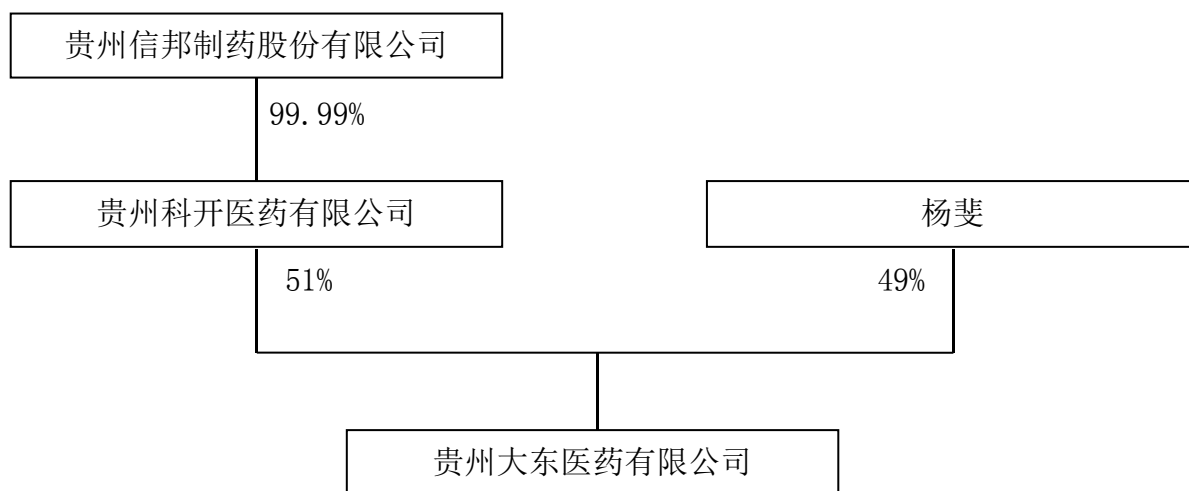 贵州信邦制药股份有限公司
99.99%
贵州科开医药有限公司
杨斐
51%
49%
贵州大东医药有限公司